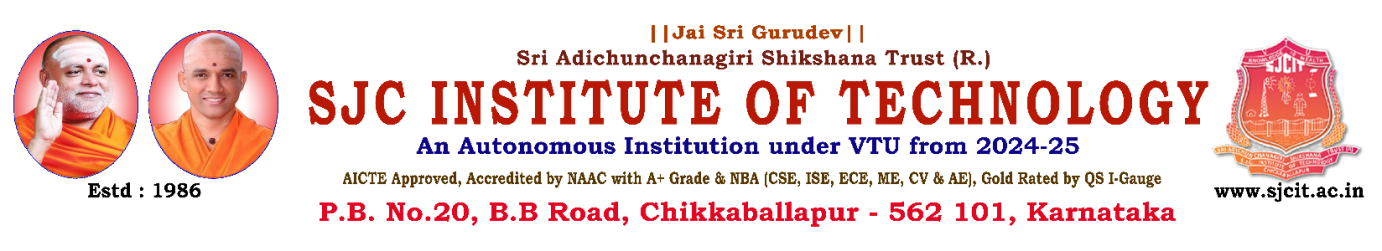 ||Jai Sri Gurudev||
Sri Adichunchanagiri Shikshana Trust (R.)
SJC INSTITUTE OF TECHNOLOGY
An Autonomous Institution under VTU from 2024-25
AICTE Approved, Accredited by NAAC with A+ Grade & NBA (CSE, ISE, ECE, ME, CV & AE), Gold Rated by QS I-Gauge
P.B. No.20, B.B Road, Chikkaballapur - 562 101, Karnataka
Estd : 1986
SJCIT
CHICKBALLAPUR
www.sjcit.ac.in